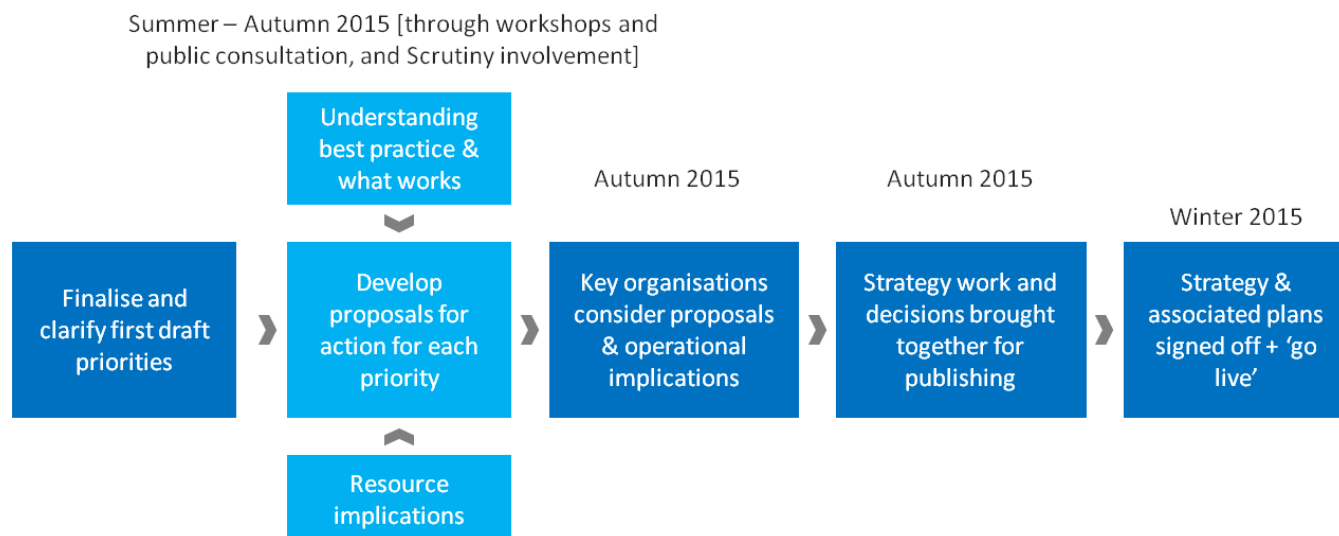 Summer – Autumn 2015 [through workshops and
public consultation, and Scrutiny involvement]
Understanding
best practice &
what works
Autumn 2015
Autumn 2015
Winter 2015
Finalise and
clarify first draft
priorities
Develop
proposals for
action for each
priority
Key organisations
consider proposals
& operational
implications
Strategy work and
decisions brought
together for
publishing
Strategy &
associated plans
signed off + ‘go
live’
Resource
implications